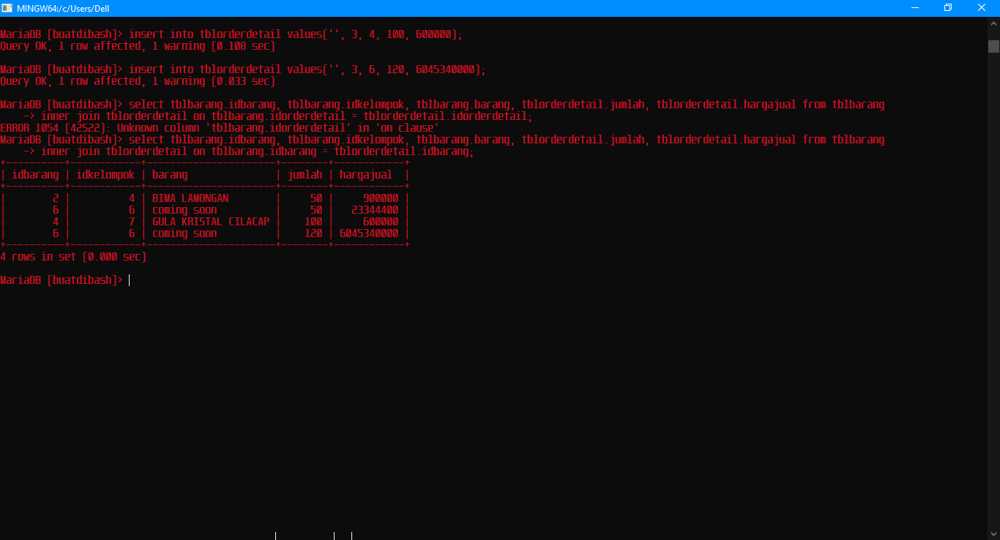 MINGW64:/c/Users/Dell
MariaDB [buatdibash]> insert into tblorderdetail values('', 3, 4, 100, 600000);
Query OK, 1 row affected, 1 warning (0.108 sec)
MariaDB [buatdibash]> insert into tblorderdetail values('', 3, 6, 120, 6045340000);
Query OK, 1 row affected, 1 warning (0.033 sec)
MariaDB [buatdibash]> select tblbarang.idbarang, tblbarang.idkelompok, tblbarang.barang, tblorderdetail.jumlah, tblorderdetail.hargajual from tblbarang
    -> inner join tblorderdetail on tblbarang.idorderdetail = tblorderdetail.idorderdetail;
ERROR 1054 (42S22): Unknown column 'tblbarang.idorderdetail' in 'on clause'
MariaDB [buatdibash]> select tblbarang.idbarang, tblbarang.idkelompok, tblbarang.barang, tblorderdetail.jumlah, tblorderdetail.hargajual from tblbarang
    -> inner join tblorderdetail on tblbarang.idbarang = tblorderdetail.idbarang;
+----------+------------+----------------------+--------+------------+
| idbarang | idkelompok | barang               | jumlah | hargajual  |
+----------+------------+----------------------+--------+------------+
|        2 |          4 | BIMA LAMONGAN        |     50 |     900000 |
|        6 |          6 | coming soon          |     50 |   23344400 |
|        4 |          7 | GULA KRISTAL CILACAP |    100 |     600000 |
|        6 |          6 | coming soon          |    120 | 6045340000 |
+----------+------------+----------------------+--------+------------+
4 rows in set (0.000 sec)
MariaDB [buatdibash]>